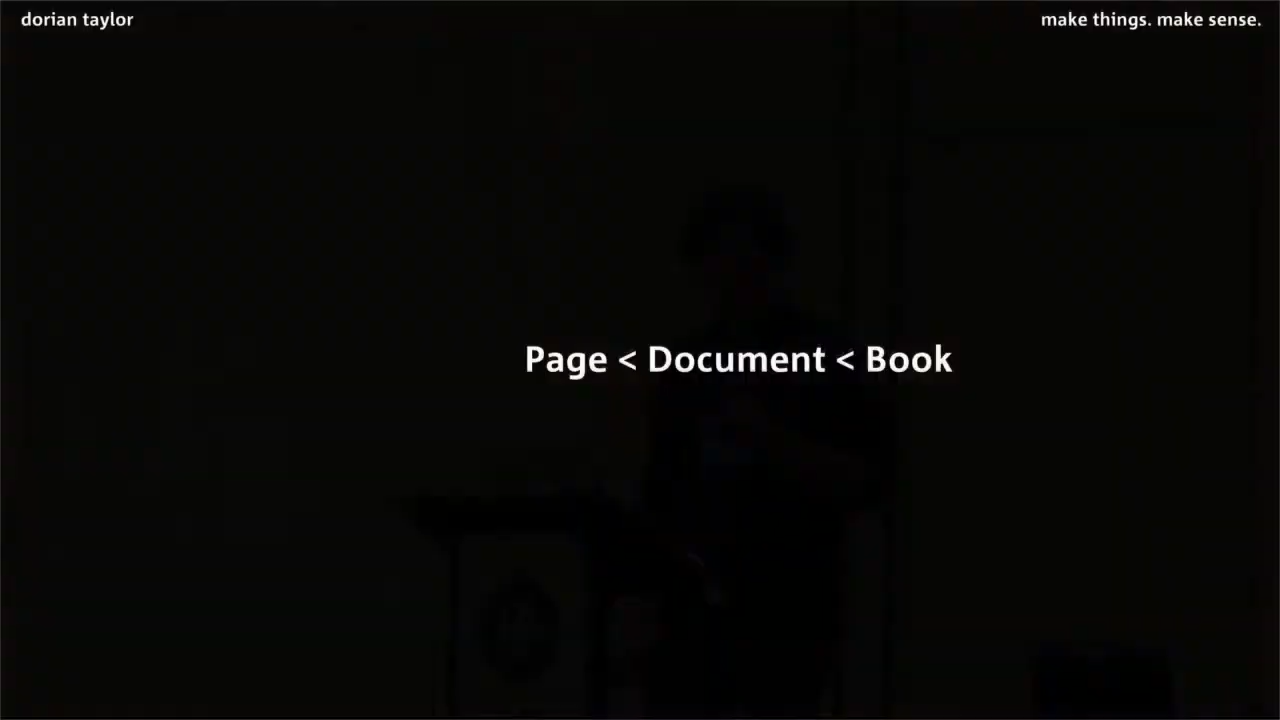 dorian taylor
make things. make sense.
Page < Document < Book